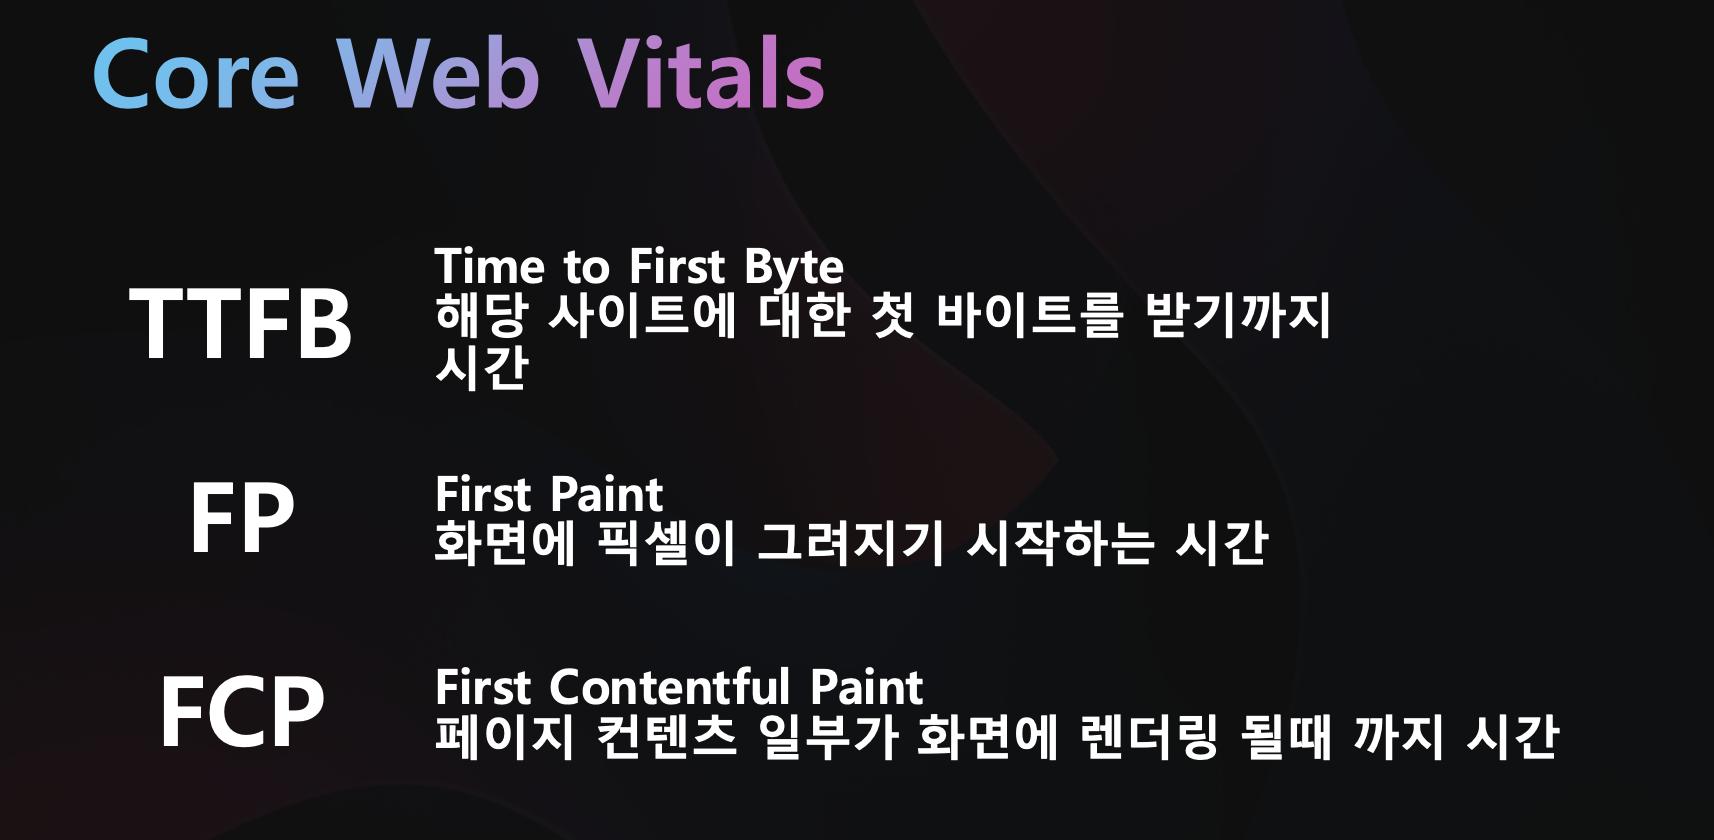 Core Web Vitals
TTFB
Time to First Byte
해당 사이트에 대한 첫 바이트를 받기까지
시간
FP
First Paint
화면에 픽셀이 그려지기 시작하는 시간
FCP
First Contentful Paint
페이지 컨텐츠 일부가 화면에 렌더링 될때 까지 시간